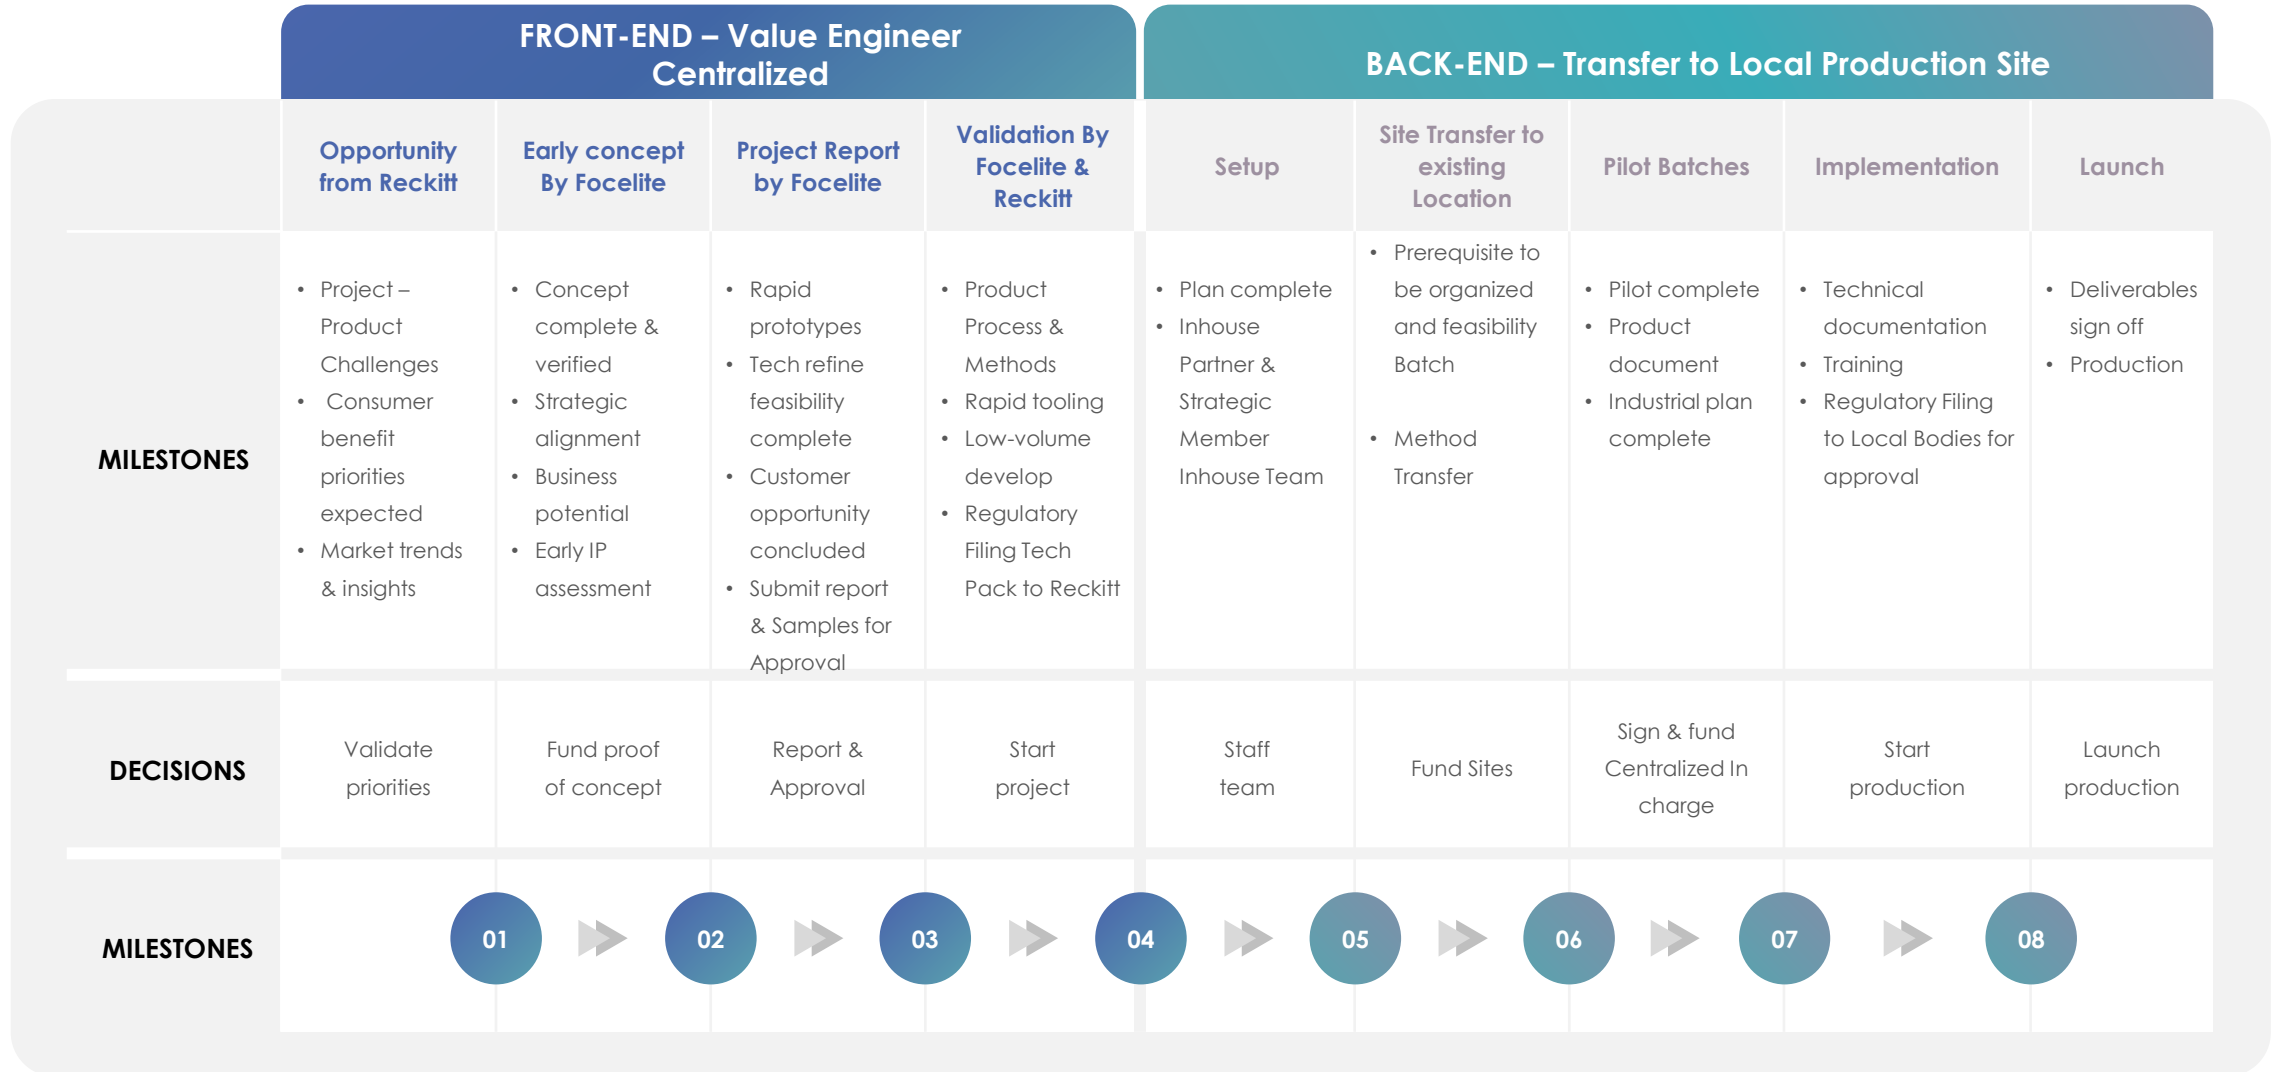 FRONT-END – Value Engineer
Centralized
BACK-END – Transfer to Local Production Site
Opportunity
from Reckitt
Early concept
By Focelite
Project Report
by Focelite
Validation By
Focelite &
Reckitt
Setup
Site Transfer to
existing
Location
Pilot Batches
Implementation
Launch
MILESTONES
• Project –
Product
Challenges
• Consumer
benefit
priorities
expected
• Market trends
& insights
• Concept
complete &
verified
• Strategic
alignment
• Business
potential
• Early IP
assessment
• Rapid
prototypes
• Tech refine
feasibility
complete
• Customer
opportunity
concluded
• Submit report
& Samples for
Approval
• Product
Process &
Methods
• Rapid tooling
• Low-volume
develop
• Regulatory
Filing Tech
Pack to Reckitt
• Plan complete
• Inhouse
Partner &
Strategic
Member
Inhouse Team
• Prerequisite to
be organized
and feasibility
Batch
• Method
Transfer
• Pilot complete
• Product
document
• Industrial plan
complete
• Technical
documentation
• Training
• Regulatory Filing
to Local Bodies for
approval
• Deliverables
sign off
• Production
DECISIONS
Validate
priorities
Fund proof
of concept
Report &
Approval
Start
project
Staff
team
Fund Sites
Sign & fund
Centralized In
charge
Start
production
Launch
production
MILESTONES
01
02
03
04
05
06
07
08